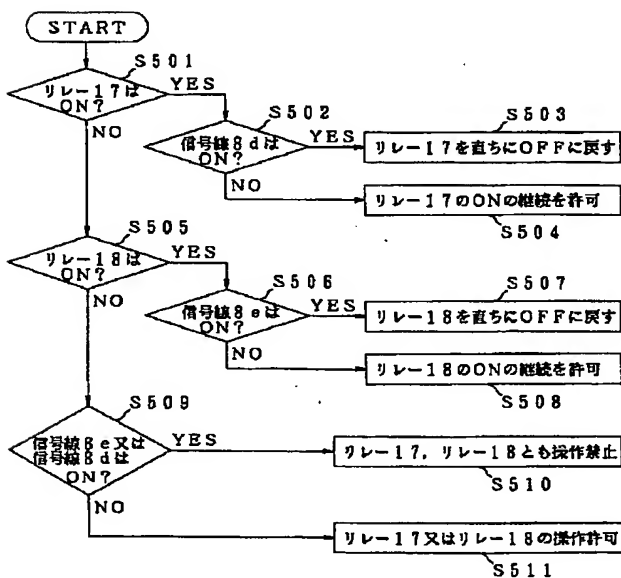 START
S501
リレー17は
ON?
YES
NO
S502
信号線8dは
ON?
YES
NO
S503
リレー17を直ちにOFFに戻す
リレー17のONの継続を許可
S504
S505
リレー18は
ON?
YES
NO
S506
信号線8eは
ON?
YES
NO
S507
リレー18を直ちにOFFに戻す
リレー18のONの継続を許可
S508
S509
信号線8e又は
信号線8dは
ON?
YES
NO
リレー17,リレー18とも操作禁止
S510
リレー17又はリレー18の操作許可
S511